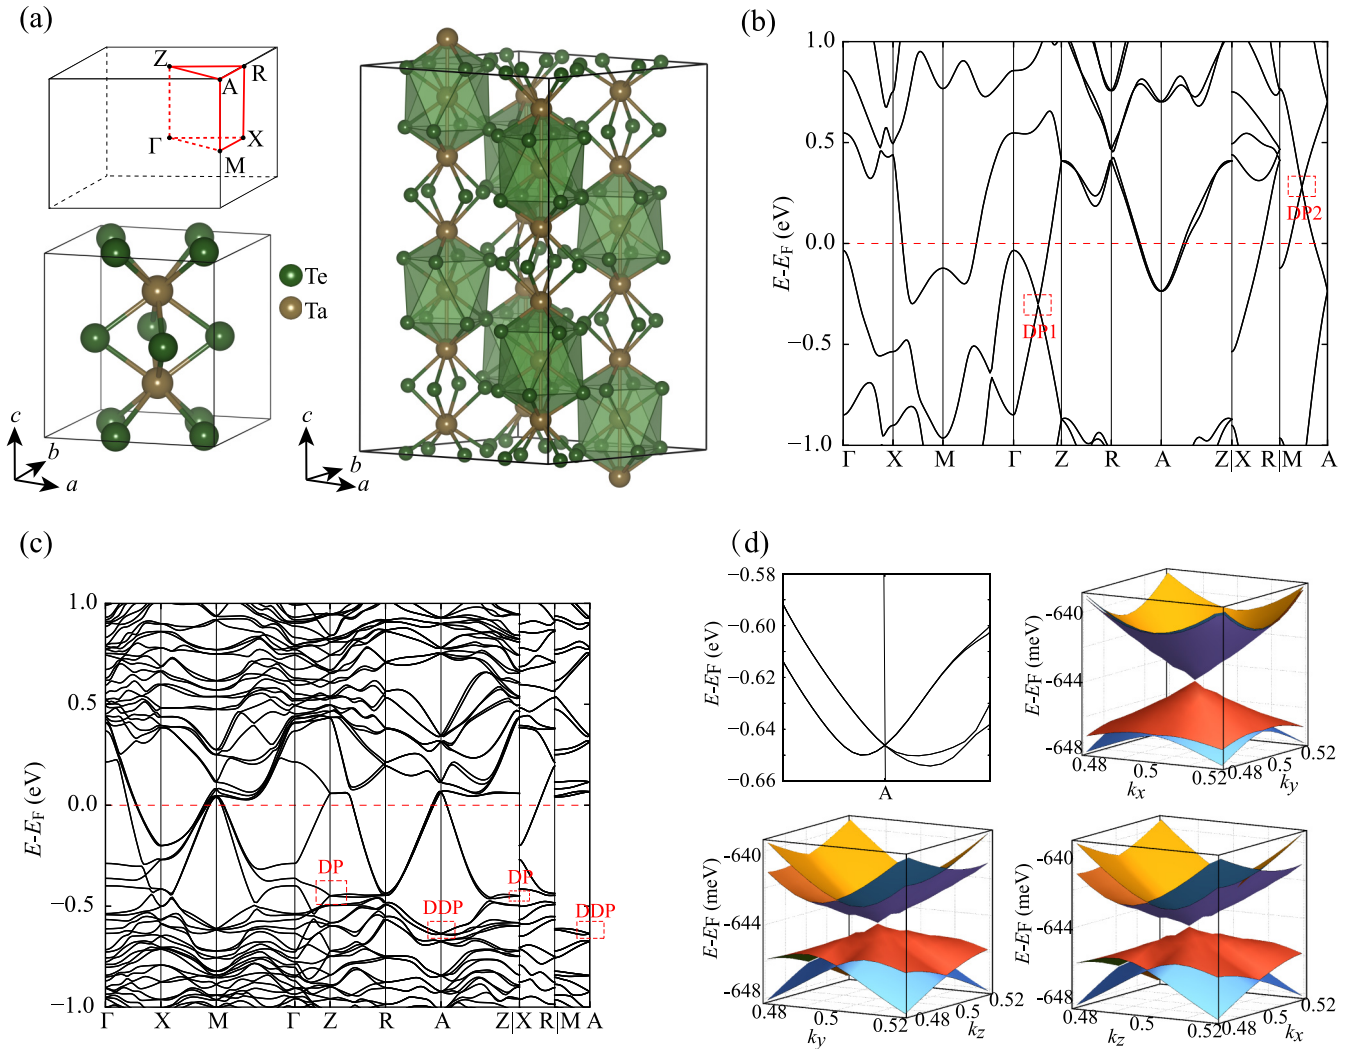 (a)
Z
R
A
Γ
X
M
Te
Ta
c
b
a
c
b
a
(b)
1.0
0.5
0.0
−0.5
−1.0
E-EF (eV)
DP1
DP2
Γ X M Γ Z R A Z|X R|M A
(c)
1.0
0.5
0.0
−0.5
−1.0
E-EF (eV)
DP
DP
DDP
DDP
Γ X M Γ Z R A Z|X R|M A
(d)
−0.58
−0.60
−0.62
−0.64
−0.66
E-EF (eV)
A
-640
-644
-648
E-EF (meV)
0.48 0.5 0.52 0.48 0.5 0.52
kx ky
-640
-644
-648
E-EF (meV)
0.48 0.5 0.52 0.48 0.5 0.52
ky kz
-640
-644
-648
E-EF (meV)
0.48 0.5 0.52 0.48 0.5 0.52
kz kx